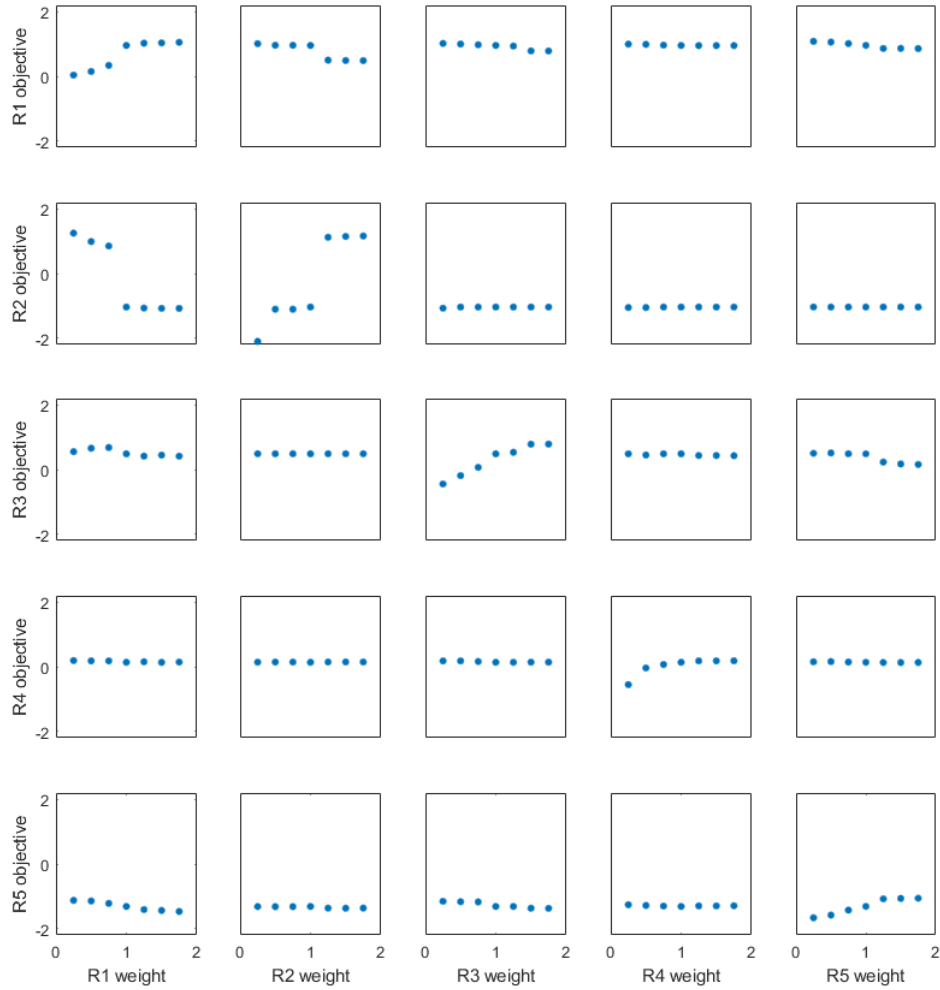 2
0
-2
R1 objective
2
0
-2
R2 objective
2
0
-2
R3 objective
2
0
-2
R4 objective
2
0
-2
R5 objective
0 1 2
R1 weight
0 1 2
R2 weight
0 1 2
R3 weight
0 1 2
R4 weight
0 1 2
R5 weight